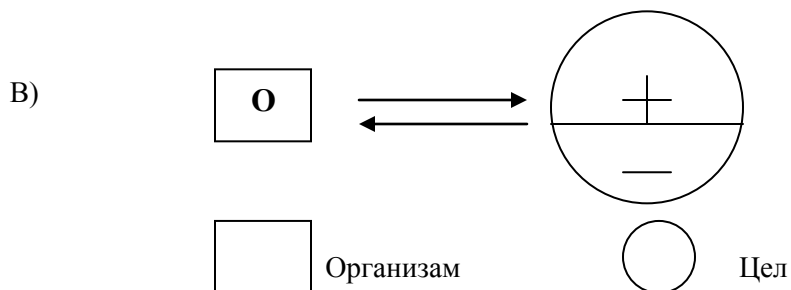 В)
О
+
−
Организам
Цел